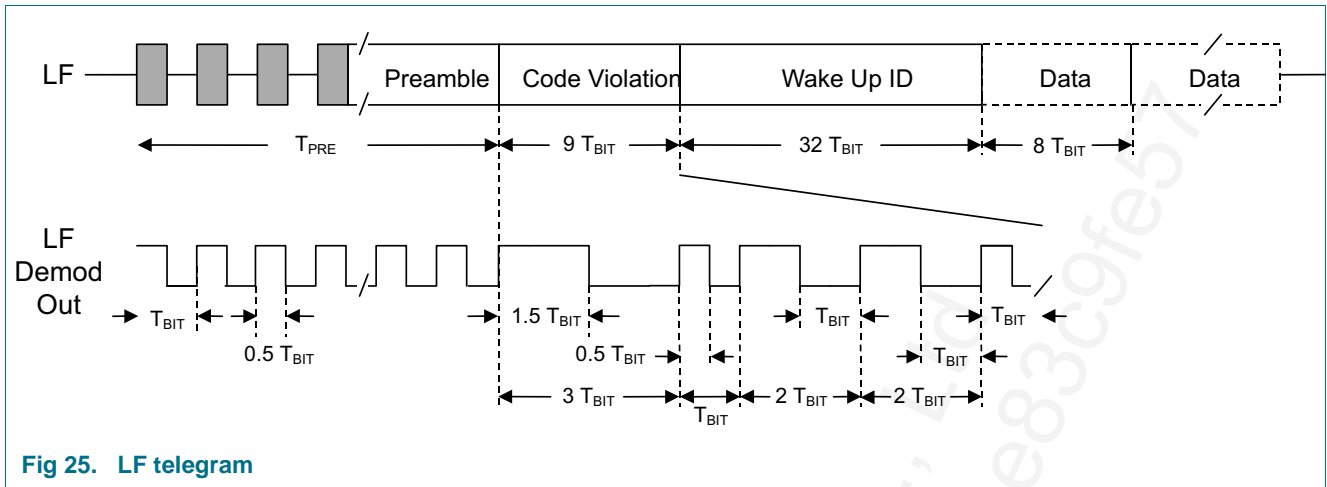 LF
Preamble
Code Violation
Wake Up ID
Data
Data
TPRE
9 TBIT
32 TBIT
8 TBIT
LF
Demod
Out
TBIT
0.5 TBIT
1.5 TBIT
0.5 TBIT
TBIT
TBIT
TBIT
3 TBIT
TBIT
2 TBIT
2 TBIT
Fig 25. LF telegram